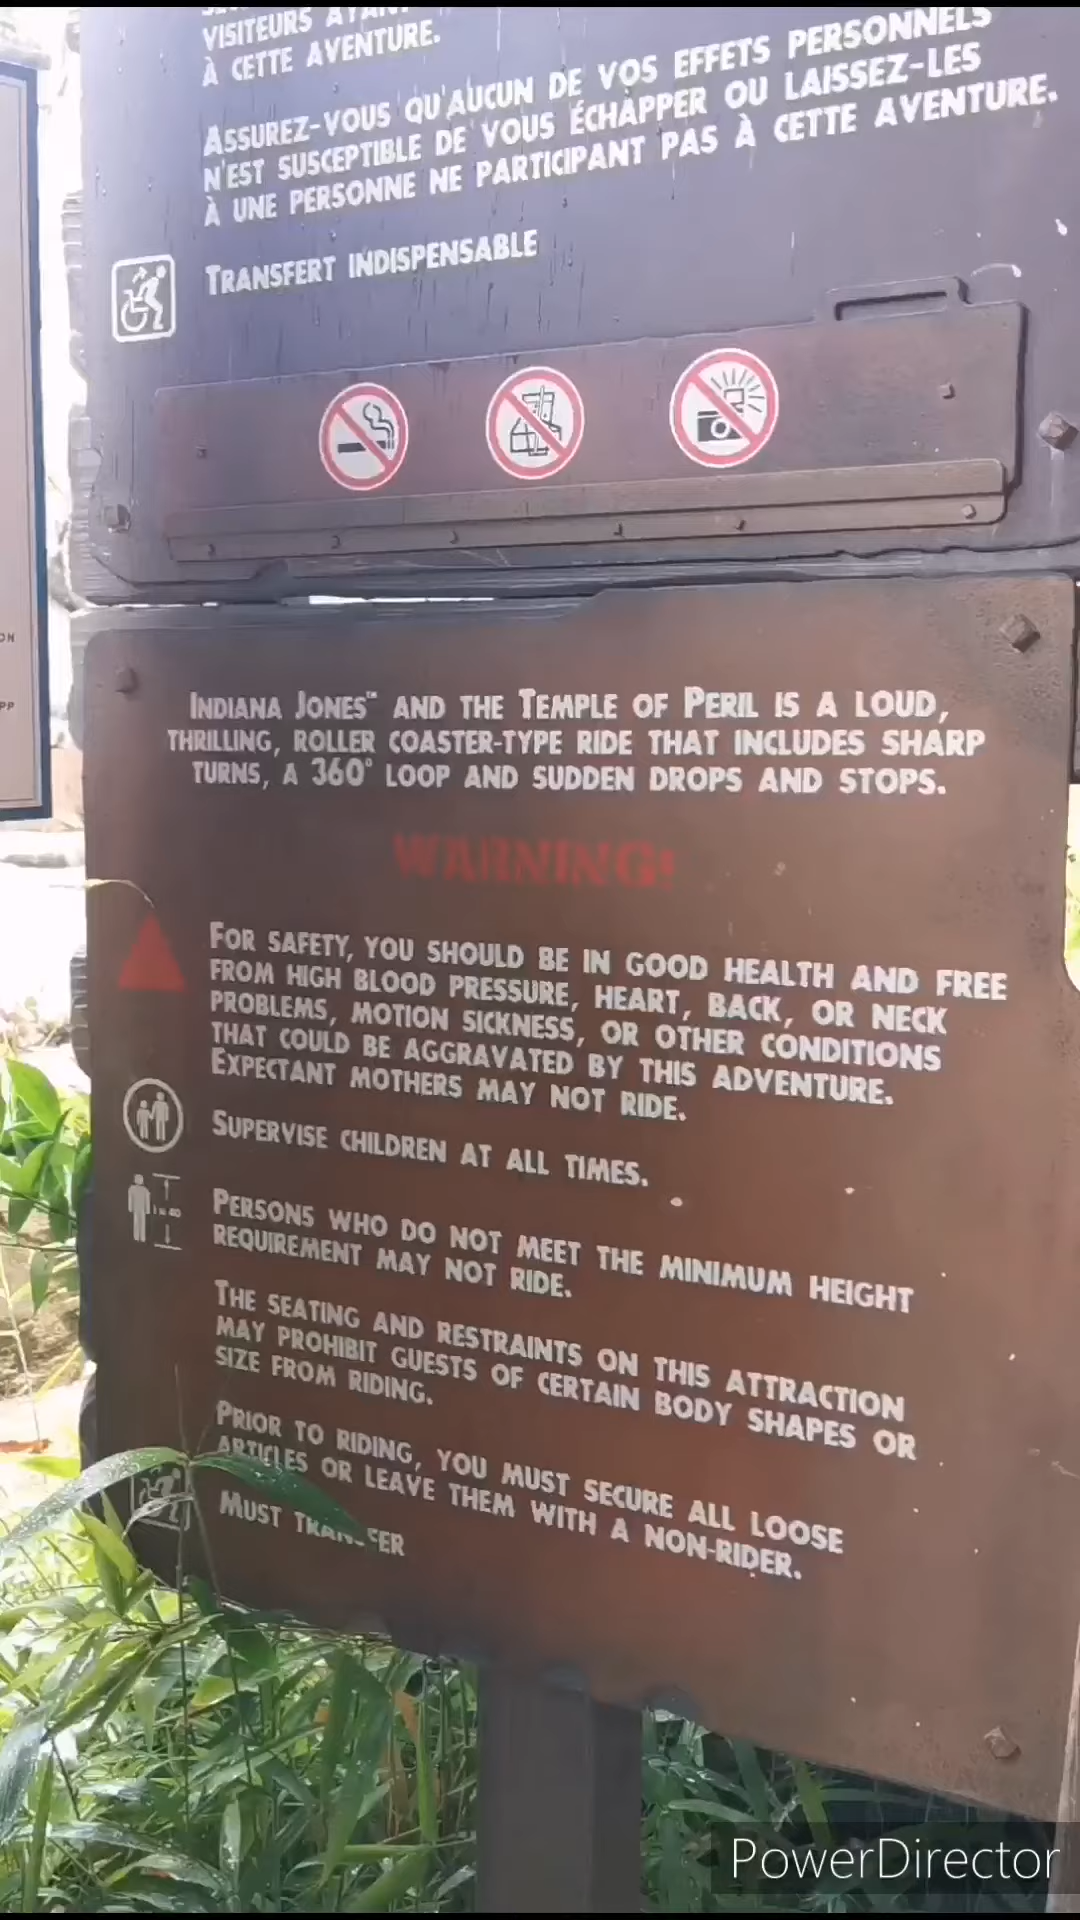 VISITEURS AYANT
À CETTE AVENTURE.
ASSUREZ-VOUS QU'AUCUN DE VOS EFFETS PERSONNELS
N'EST SUSCEPTIBLE DE VOUS ÉCHAPPER OU LAISSEZ-LES
À UNE PERSONNE NE PARTICIPANT PAS À CETTE AVENTURE.
TRANSFERT INDISPENSABLE
INDIANA JONES™ AND THE TEMPLE OF PERIL IS A LOUD,
THRILLING, ROLLER COASTER-TYPE RIDE THAT INCLUDES SHARP
TURNS, A 360° LOOP AND SUDDEN DROPS AND STOPS.
WARNING!
FOR SAFETY, YOU SHOULD BE IN GOOD HEALTH AND FREE
FROM HIGH BLOOD PRESSURE, HEART, BACK, OR NECK
PROBLEMS, MOTION SICKNESS, OR OTHER CONDITIONS
THAT COULD BE AGGRAVATED BY THIS ADVENTURE.
EXPECTANT MOTHERS MAY NOT RIDE.
SUPERVISE CHILDREN AT ALL TIMES.
PERSONS WHO DO NOT MEET THE MINIMUM HEIGHT
REQUIREMENT MAY NOT RIDE.
THE SEATING AND RESTRAINTS ON THIS ATTRACTION
MAY PROHIBIT GUESTS OF CERTAIN BODY SHAPES OR
SIZE FROM RIDING.
PRIOR TO RIDING, YOU MUST SECURE ALL LOOSE
ARTICLES OR LEAVE THEM WITH A NON-RIDER.
MUST TRANSFER
PowerDirector